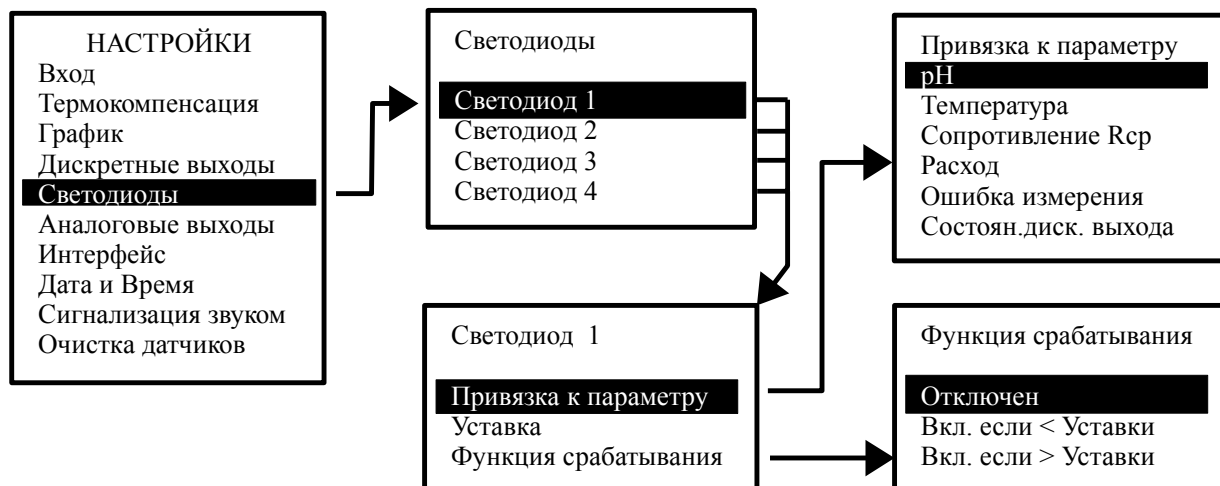 НАСТРОЙКИ
Вход
Термокомпенсация
График
Дискретные выходы
Светодиоды
Аналоговые выходы
Интерфейс
Дата и Время
Сигнализация звуком
Очистка датчиков
Светодиоды
Светодиод 1
Светодиод 2
Светодиод 3
Светодиод 4
Светодиод 1
Привязка к параметру
Уставка
Функция срабатывания
Привязка к параметру
pH
Температура
Сопротивление Rср
Расход
Ошибка измерения
Состоян.диск. выхода
Функция срабатывания
Отключен
Вкл. если < Уставки
Вкл. если > Уставки